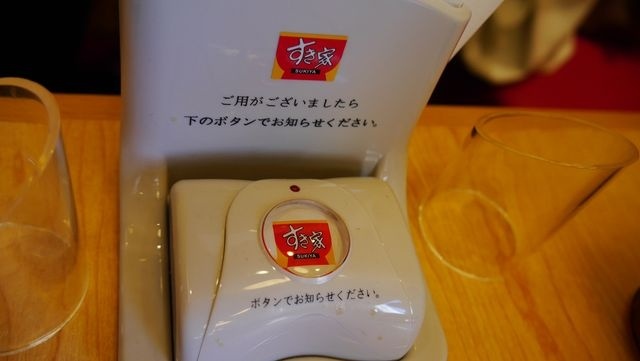 すき家
SUKIYA
ご用がございましたら
下のボタンでお知らせください。
すき家
SUKIYA
ボタンでお知らせください。